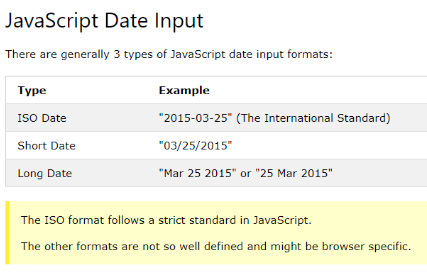 JavaScript Date Input
There are generally 3 types of JavaScript date input formats:
Type Example
ISO Date "2015-03-25" (The International Standard)
Short Date "03/25/2015"
Long Date "Mar 25 2015" or "25 Mar 2015"
The ISO format follows a strict standard in JavaScript.
The other formats are not so well defined and might be browser specific.